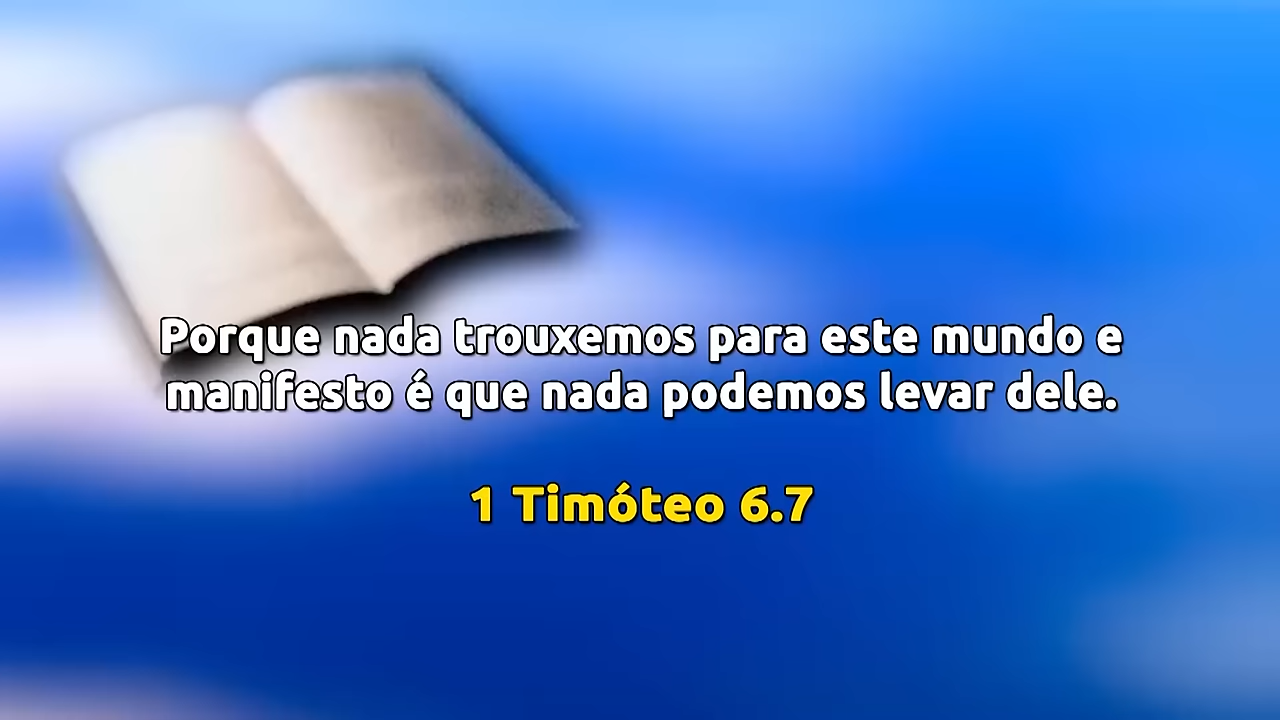 Porque nada trouxemos para este mundo e
manifesto é que nada podemos levar dele.
1 Timóteo 6.7